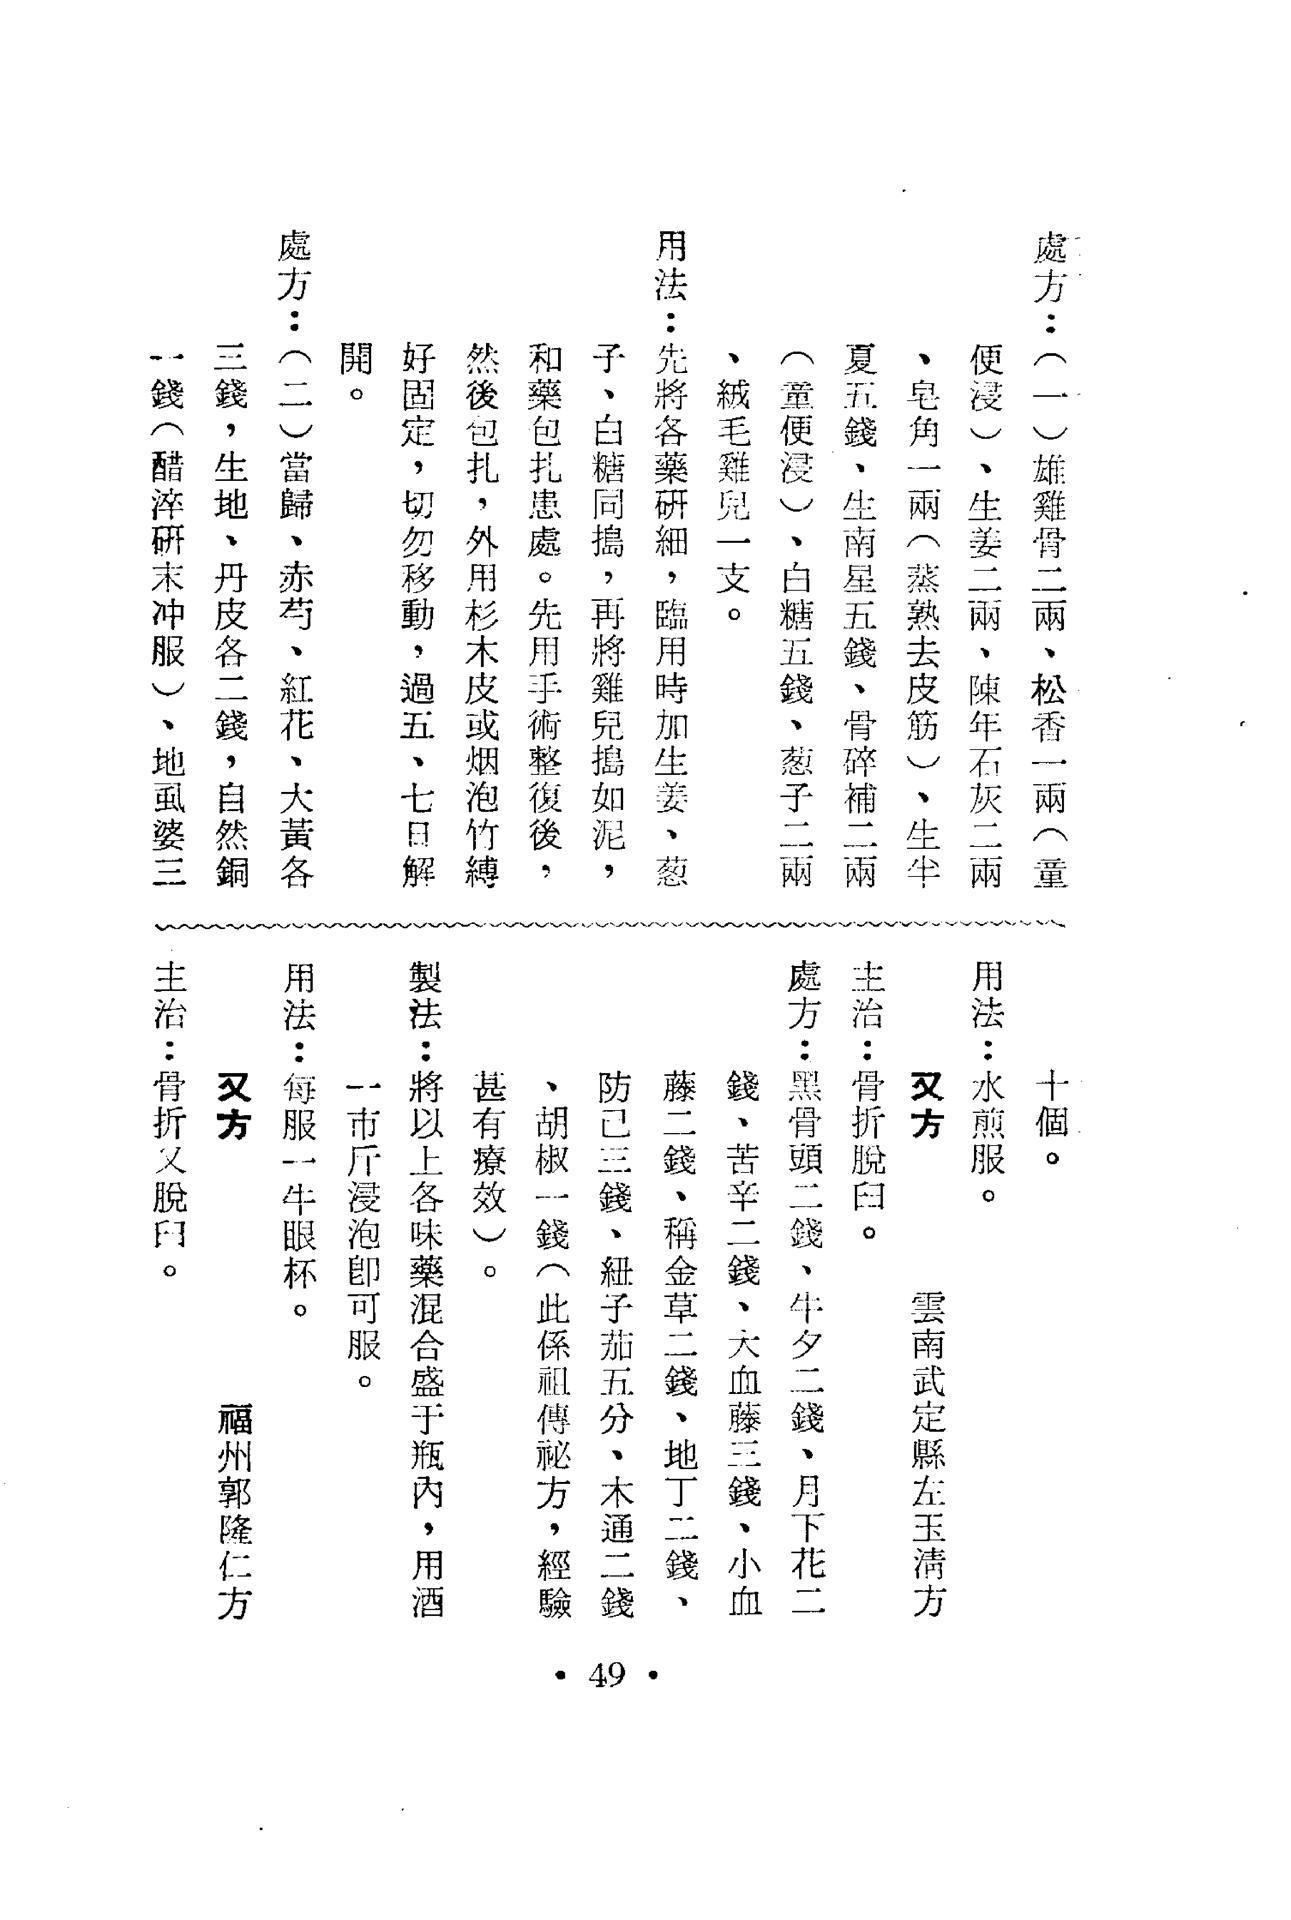 處方：（一）雄雞骨二兩、松香一兩（童
便浸）、生姜二兩、陳年石灰二兩
、皂角一兩（蒸熟去皮筋）、生半
夏五錢、生南星五錢、骨碎補二兩
（童便浸）、白糖五錢、葱子二兩
、絨毛雞兒一支。
用法：先將各藥研細，臨用時加生姜、葱
子、白糖同搗，再將雞兒搗如泥，
和藥包扎患處。先用手術整復後，
然後包扎，外用杉木皮或烟泡竹縛
好固定，切勿移動，過五、七日解
開。
處方：（二）當歸、赤芍、紅花、大黃各
三錢，生地、丹皮各二錢，自然銅
一錢（醋淬研末冲服）、地虱婆三
十個。
用法：水煎服。
又方　雲南武定縣左玉清方
主治：骨折脫臼。
處方：黑骨頭二錢、牛夕二錢、月下花二
錢、苦辛二錢、大血藤三錢、小血
藤二錢、稱金草二錢、地丁二錢、
防己三錢、紐子茄五分、木通二錢
、胡椒一錢（此係祖傳祕方，經驗
甚有療效）。
製法：將以上各味藥混合盛于瓶內，用酒
一市斤浸泡卽可服。
用法：每服一牛眼杯。
又方　福州郭隆仁方
主治：骨折又脫臼。
• 49 •